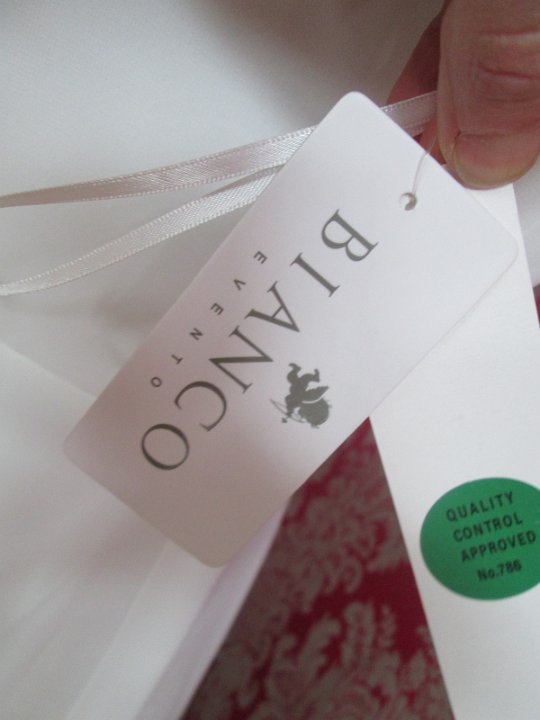 BIANCO
EVENTO
QUALITY
CONTROL
APPROVED
No.786